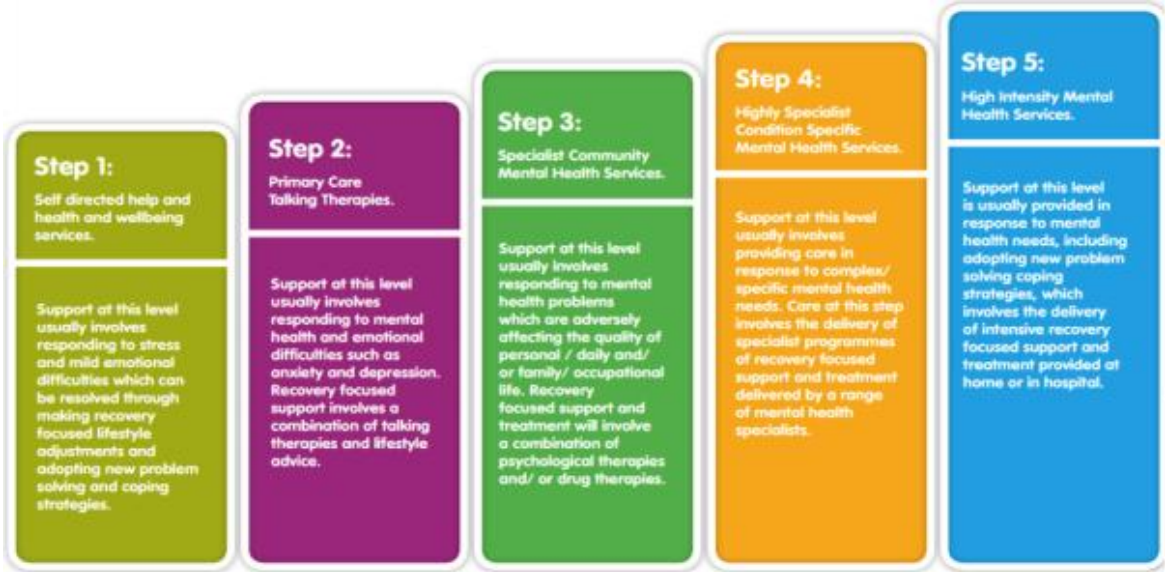 Step 1:
Self directed help and
health and wellbeing
services.
Support at this level
usually involves
responding to stress
and mild emotional
difficulties which can
be resolved through
making recovery
focused lifestyle
adjustments and
adopting new problem
solving and coping
strategies.
Step 2:
Primary Care
Talking Therapies.
Support at this level
usually involves
responding to mental
health and emotional
difficulties such as
anxiety and depression.
Recovery focused
support involves a
combination of talking
therapies and lifestyle
advice.
Step 3:
Specialist Community
Mental Health Services.
Support at this level
usually involves
responding to mental
health problems
which are adversely
affecting the quality of
personal / daily and/
or family/ occupational
life. Recovery
focused support and
treatment will involve
a combination of
psychological therapies
and/ or drug therapies.
Step 4:
Highly Specialist
Condition Specific
Mental Health Services.
Support at this level
usually involves
providing care in
response to complex/
specific mental health
needs. Care at this step
involves the delivery of
specialist programmes
of recovery focused
support and treatment
delivered by a range
of mental health
specialists.
Step 5:
High Intensity Mental
Health Services.
Support at this level
is usually provided in
response to mental
health needs, including
adopting new problem
solving coping
strategies, which
involves the delivery
of intensive recovery
focused support and
treatment provided at
home or in hospital.